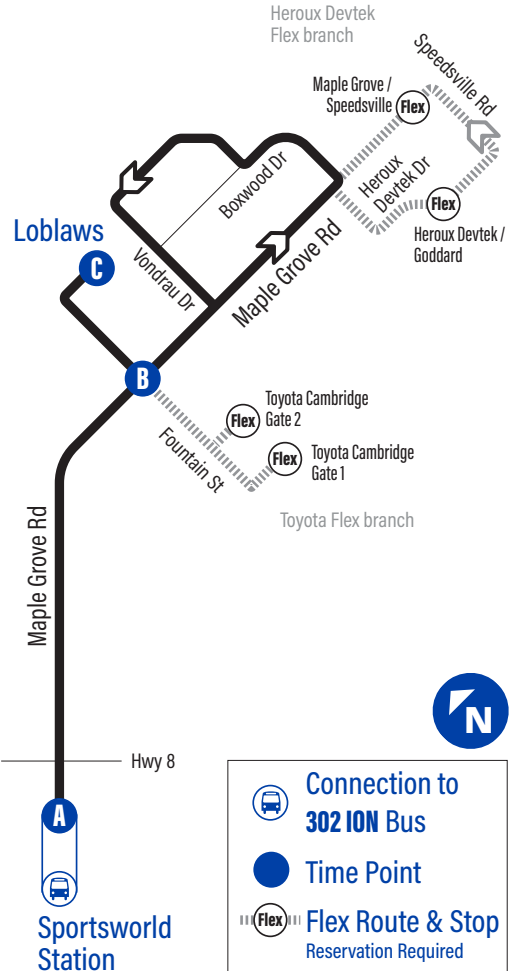 Heroux Devtek
Flex branch
Speedsville Rd
Maple Grove /
Speedsville
Flex
Heroux
Devtek Dr
Flex
Heroux Devtek /
Goddard
Boxwood Dr
Loblaws
C
Vondrau Dr
Maple Grove Rd
B
Toyota Cambridge
Gate 2
Flex
Fountain St
Flex
Toyota Cambridge
Gate 1
Toyota Flex branch
Maple Grove Rd
N
Hwy 8
A
Sportsworld
Station
Connection to
302 ION Bus
Time Point
Flex
Flex Route & Stop
Reservation Required